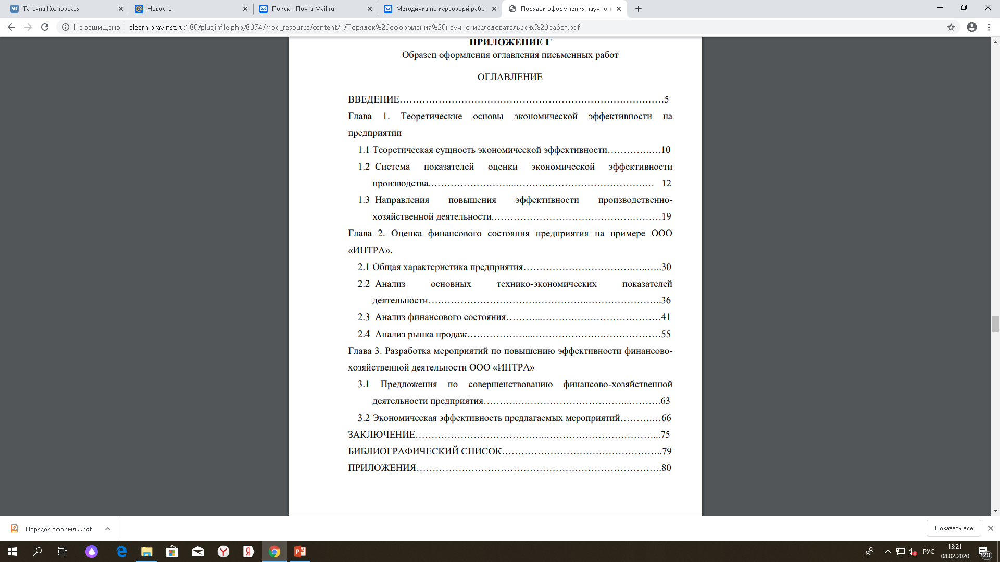 Татьяна Козловская
Новость
Поиск - Почта Mail.ru
Методичка по курсоворй работ
Порядок оформления научно-и
Не защищено
elearn.pravinst.ru:180/pluginfile.php/8074/mod_resource/content/1/Порядок%20оформления%20научно-исследовательских%20работ.pdf
ПРИЛОЖЕНИЕ Г
Образец оформления оглавления письменных работ
ОГЛАВЛЕНИЕ
ВВЕДЕНИЕ……………………………………………………………………….……5
Глава 1. Теоретические основы экономической эффективности на
предприятии
1.1 Теоретическая сущность экономической эффективности………….….10
1.2 Система показателей оценки экономической эффективности
производства.……………………...………………………………….… 12
1.3 Направления повышения эффективности производственно-
хозяйственной деятельности.…………………………………….………19
Глава 2. Оценка финансового состояния предприятия на примере ООО
«ИНТРА».
2.1 Общая характеристика предприятия…………………………….…..…..30
2.2 Анализ основных технико-экономических показателей
деятельности…………………………………………..………………….36
2.3 Анализ финансового состояния………...……….………………………41
2.4 Анализ рынка продаж………………...………………….………………55
Глава 3. Разработка мероприятий по повышению эффективности финансово-
хозяйственной деятельности ООО «ИНТРА»
3.1 Предложения по совершенствованию финансово-хозяйственной
деятельности предприятия………..……………………………..……….63
3.2 Экономическая эффективность предлагаемых мероприятий……….…66
ЗАКЛЮЧЕНИЕ…………………………………..……………………………...75
БИБЛИОГРАФИЧЕСКИЙ СПИСОК…………………………………………..79
ПРИЛОЖЕНИЯ………………………………………………………………….80
Порядок оформл....pdf
Показать все
РУС
13:21
08.02.2020
20